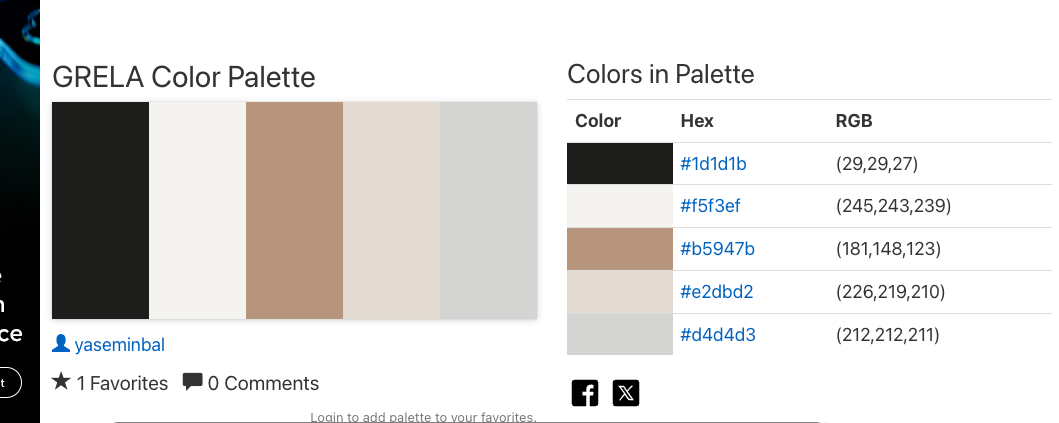 GRELA Color Palette
yaseminbal
1 Favorites 0 Comments
Login to add palette to your favorites.
Colors in Palette
Color Hex RGB
#1d1d1b (29,29,27)
#f5f3ef (245,243,239)
#b5947b (181,148,123)
#e2dbd2 (226,219,210)
#d4d4d3 (212,212,211)